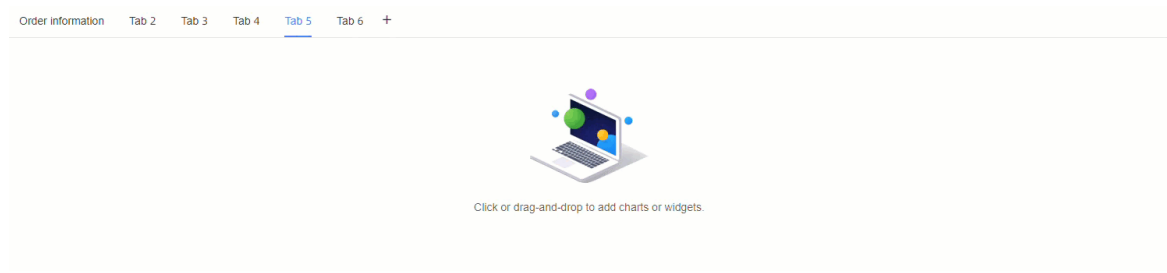 Order information Tab 2 Tab 3 Tab 4 Tab 5 Tab 6 +
Click or drag-and-drop to add charts or widgets.